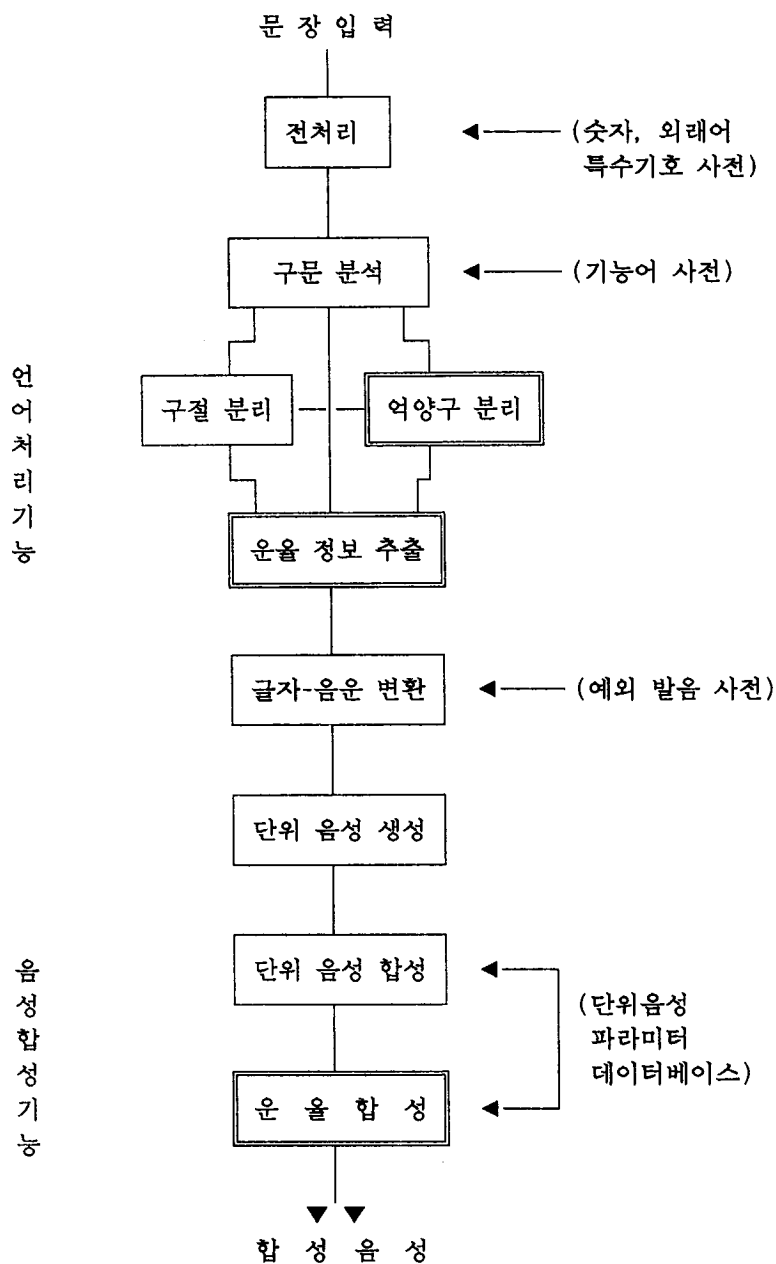 문 장 입 력
전처리
(숫자, 외래어
특수기호 사전)
구문 분석
(기능어 사전)
언
어
처
리
기
능
구절 분리
억양구 분리
운율 정보 추출
글자-음운 변환
(예외 발음 사전)
단위 음성 생성
음
성
합
성
기
능
단위 음성 합성
(단위음성
파라미터
데이터베이스)
운 율 합 성
합 성 음 성